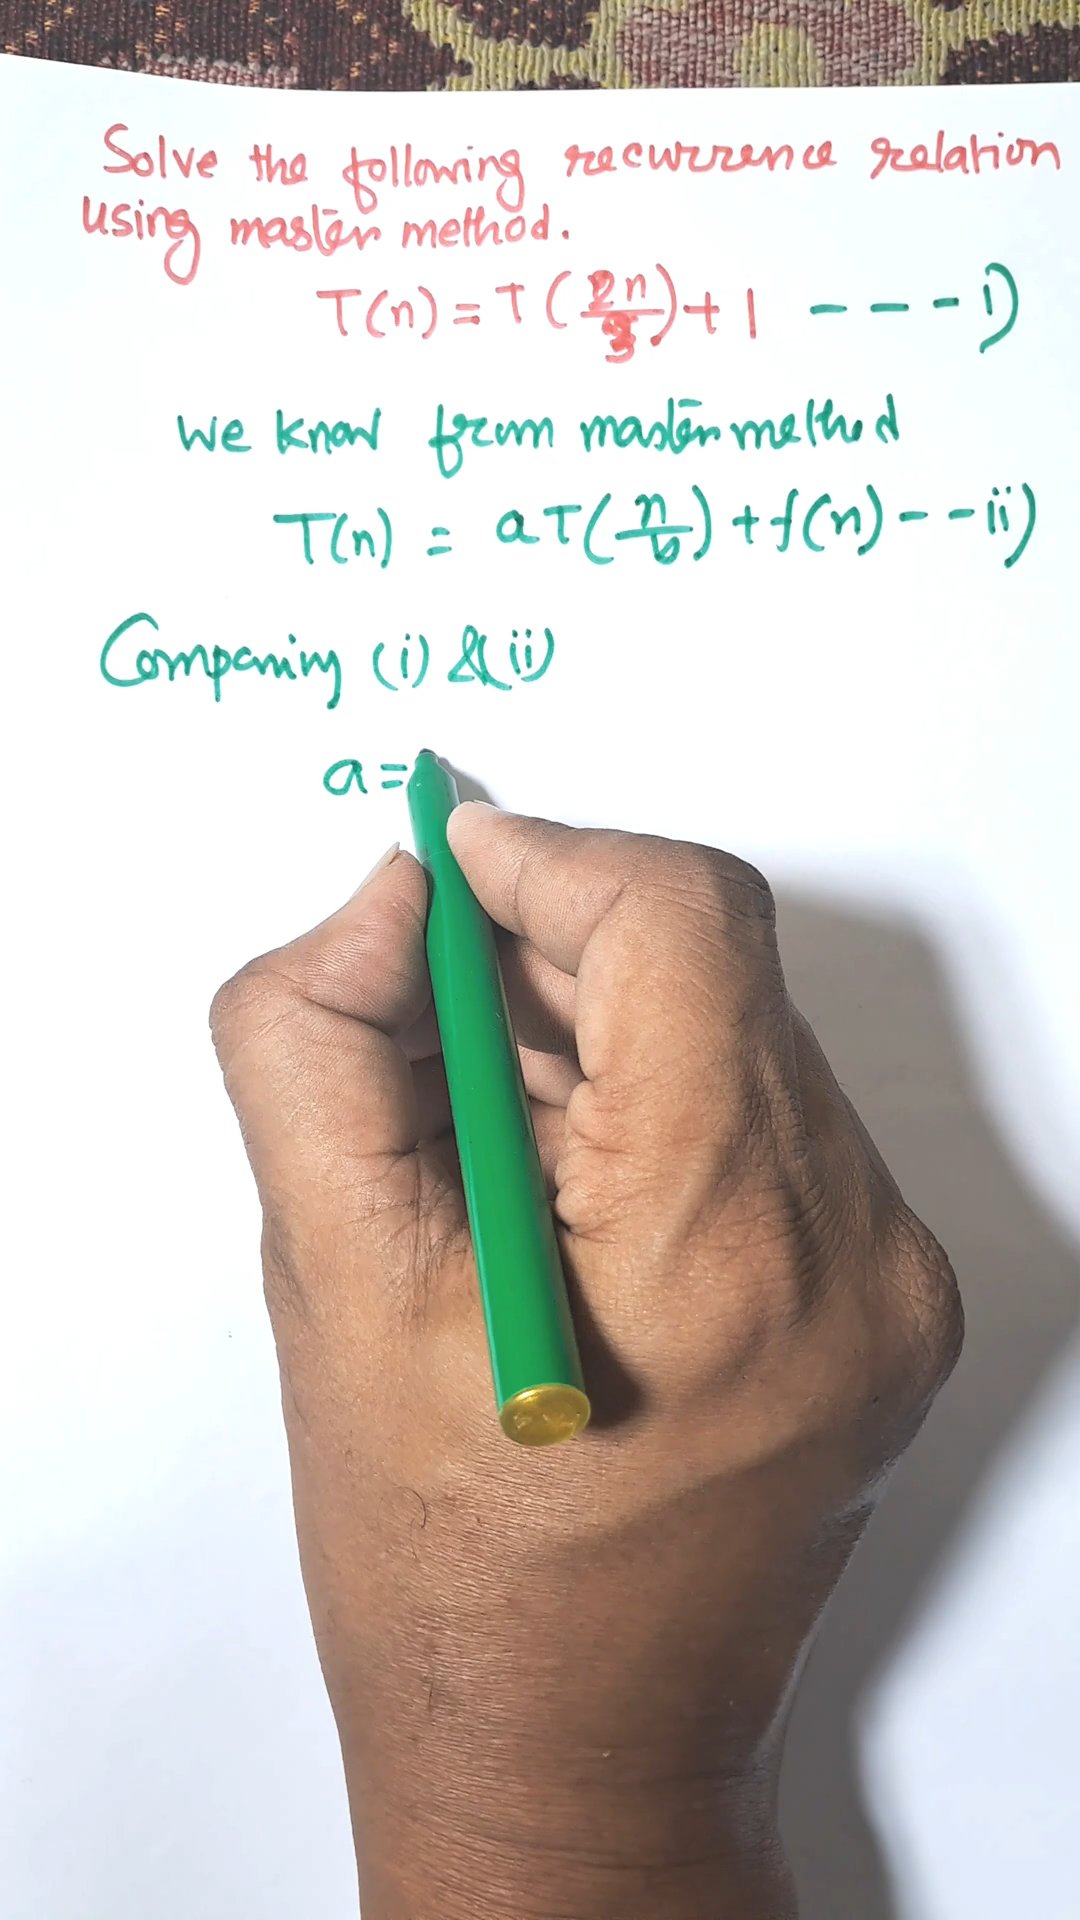 Solve the following recurrence relation
using master method.
T(n) = T(2n/3) + 1 ---- i)
We know from master method
T(n) = aT(n/b) + f(n) -- ii)
Comparing (i) & (ii)
a =